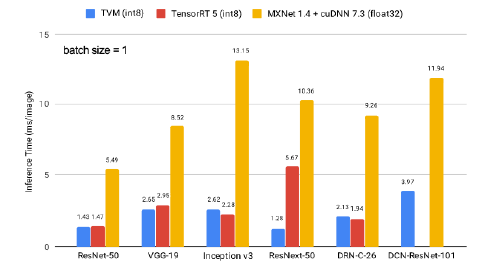 TVM (int8) TensorRT 5 (int8) MXNet 1.4 + cuDNN 7.3 (float32)
batch size = 1
Inference Time (ms/image)
15
10
5
0
1.43 1.47 5.49
2.65 2.95 8.52
2.62 2.28 13.15
1.28 5.67 10.36
2.13 1.94 9.26
3.97 11.94
ResNet-50 VGG-19 Inception v3 ResNext-50 DRN-C-26 DCN-ResNet-101